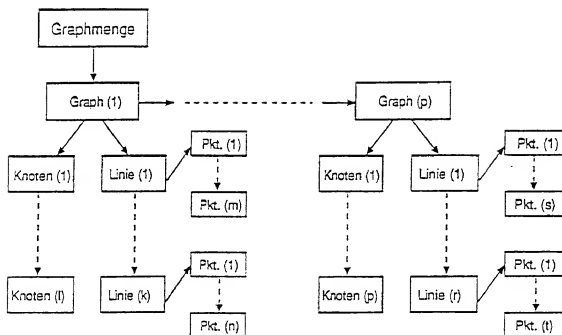 Graphmenge
Graph (1) Graph (p)
Pkt. (1) Pkt. (1)
Knoten (1) Linie (1) Knoten (1) Linie (1)
Pkt. (m) Pkt. (s)
Pkt. (1) Pkt. (1)
Knoten (l) Linie (k) Knoten (p) Linie (r)
Pkt. (n) Pkt. (t)